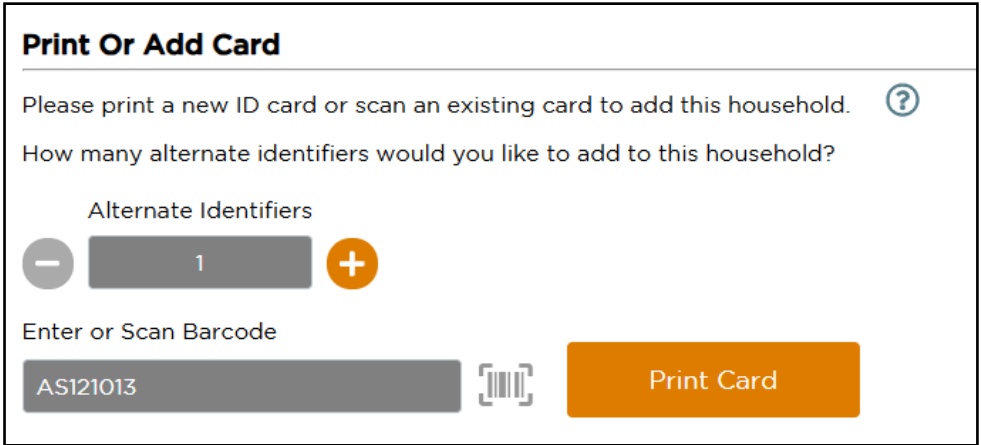 Print Or Add Card
Please print a new ID card or scan an existing card to add this household.
How many alternate identifiers would you like to add to this household?
Alternate Identifiers
1
Enter or Scan Barcode
AS121013
Print Card